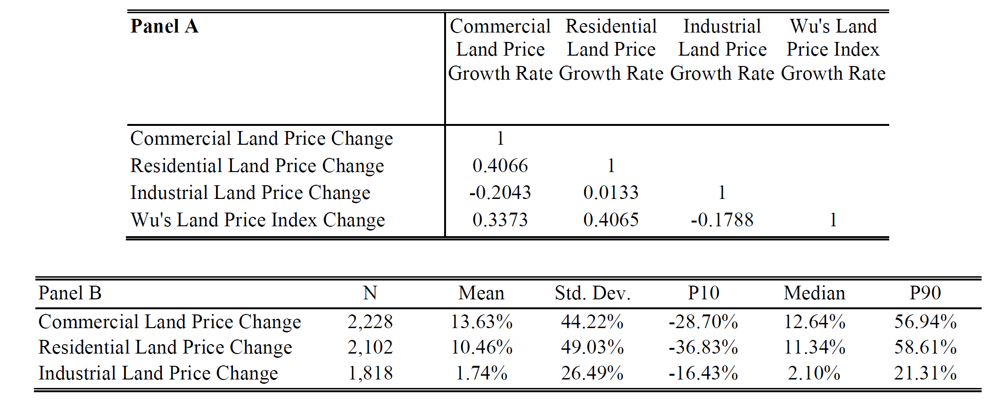 Panel A Commercial Residential Industrial Wu's Land
Land Price Land Price Land Price Price Index
Growth Rate Growth Rate Growth Rate Growth Rate
Commercial Land Price Change 1
Residential Land Price Change 0.4066 1
Industrial Land Price Change -0.2043 0.0133 1
Wu's Land Price Index Change 0.3373 0.4065 -0.1788 1
Panel B N Mean Std. Dev. P10 Median P90
Commercial Land Price Change 2,228 13.63% 44.22% -28.70% 12.64% 56.94%
Residential Land Price Change 2,102 10.46% 49.03% -36.83% 11.34% 58.61%
Industrial Land Price Change 1,818 1.74% 26.49% -16.43% 2.10% 21.31%